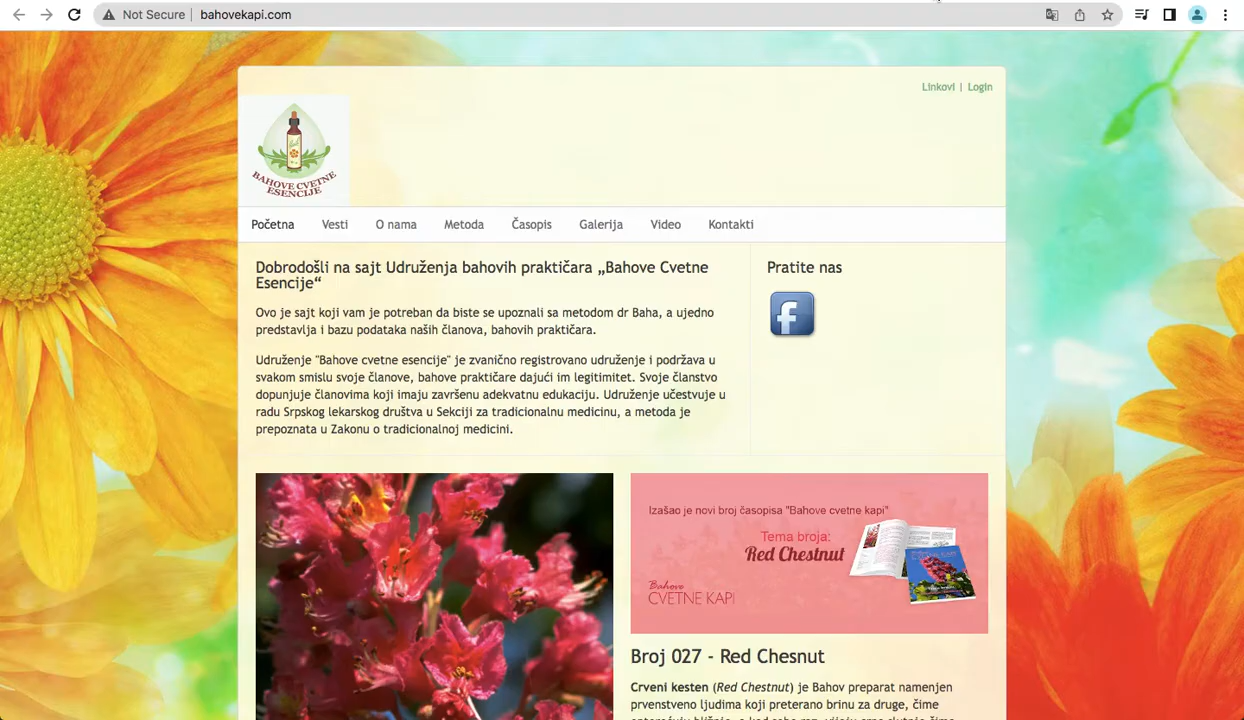 Not Secure | bahovekapi.com
Linkovi | Login
BAHOVE CVETNE
ESENCIJE
Početna Vesti O nama Metoda Časopis Galerija Video Kontakti
Dobrodošli na sajt Udruženja bahovih praktičara „Bahove Cvetne
Esencije“
Ovo je sajt koji vam je potreban da biste se upoznali sa metodom dr Baha, a ujedno
predstavlja i bazu podataka naših članova, bahovih praktičara.
Udruženje "Bahove cvetne esencije" je zvanično registrovano udruženje i podržava u
svakom smislu svoje članove, bahove praktičare dajući im legitimitet. Svoje članstvo
dopunjuje članovima koji imaju završenu adekvatnu edukaciju. Udruženje učestvuje u
radu Srpskog lekarskog društva u Sekciji za tradicionalnu medicinu, a metoda je
prepoznata u Zakonu o tradicionalnoj medicini.
Pratite nas
f
Izašao je novi broj časopisa "Bahove cvetne kapi"
Tema broja:
Red Chestnut
Bahove
CVETNE KAPI
Broj 027 - Red Chesnut
Crveni kesten (Red Chestnut) je Bahov preparat namenjen
prvenstveno ljudima koji preterano brinu za druge, čime